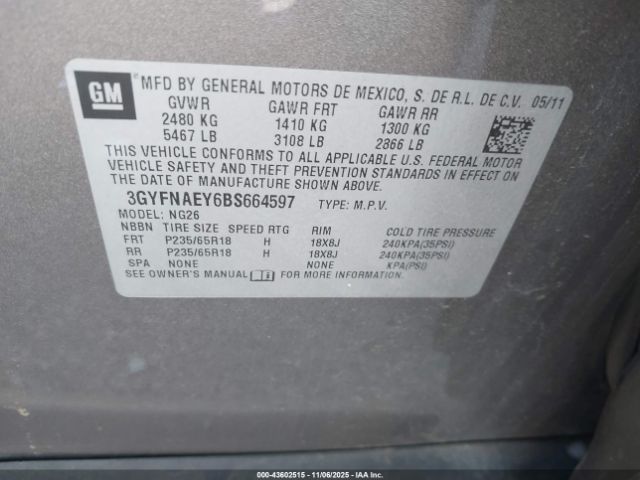 GM
MFD BY GENERAL MOTORS DE MEXICO, S. DE R.L. DE C.V. 05/11
GVWR GAWR FRT GAWR RR
2480 KG 1410 KG 1300 KG
5467 LB 3108 LB 2866 LB
THIS VEHICLE CONFORMS TO ALL APPLICABLE U.S. FEDERAL MOTOR
VEHICLE SAFETY AND THEFT PREVENTION STANDARDS IN EFFECT ON THE
DATE OF MANUFACTURE SHOWN ABOVE.
3GYFNAEY6BS664597 TYPE: M.P.V.
MODEL: NG26
NBBN TIRE SIZE SPEED RTG RIM COLD TIRE PRESSURE
FRT P235/65R18 H 18X8J 240KPA(35PSI)
RR P235/65R18 H 18X8J 240KPA(35PSI)
SPA NONE NONE KPA(PSI)
SEE OWNER'S MANUAL FOR MORE INFORMATION.
000-43602515 - 11/06/2025 - IAAI.com